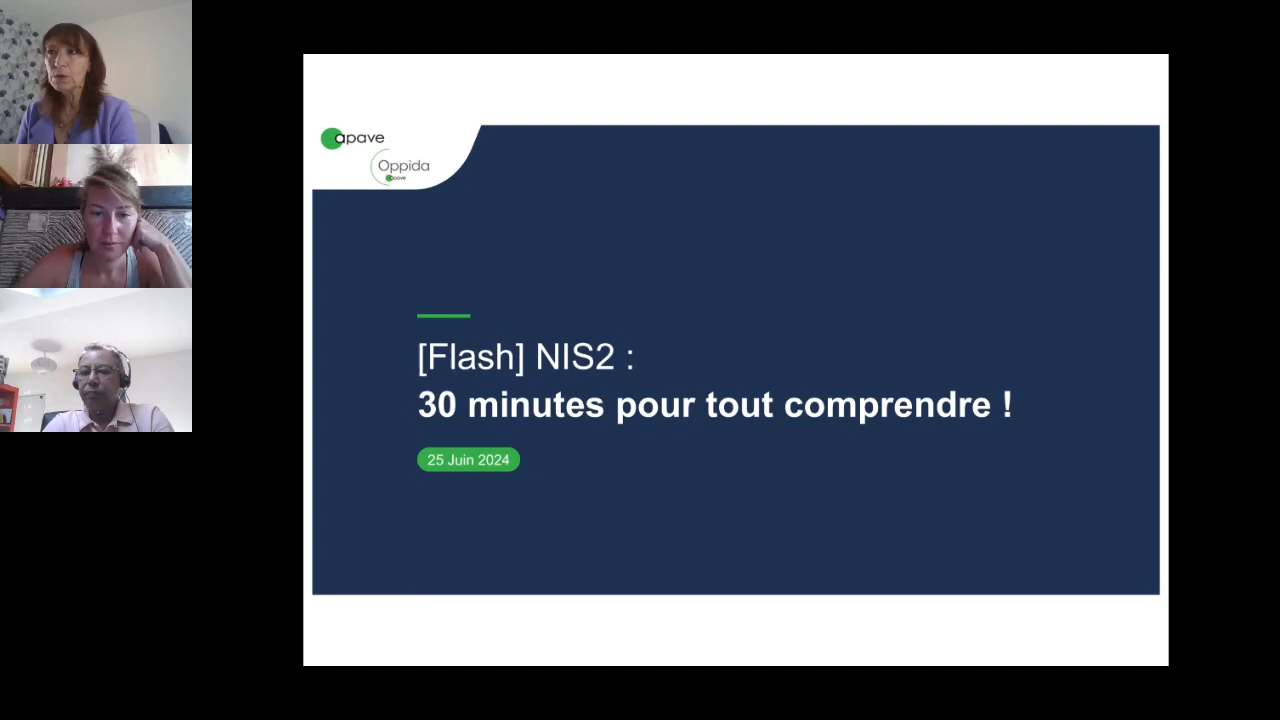 apave
Oppida
apave
[Flash] NIS2 :
30 minutes pour tout comprendre !
25 Juin 2024